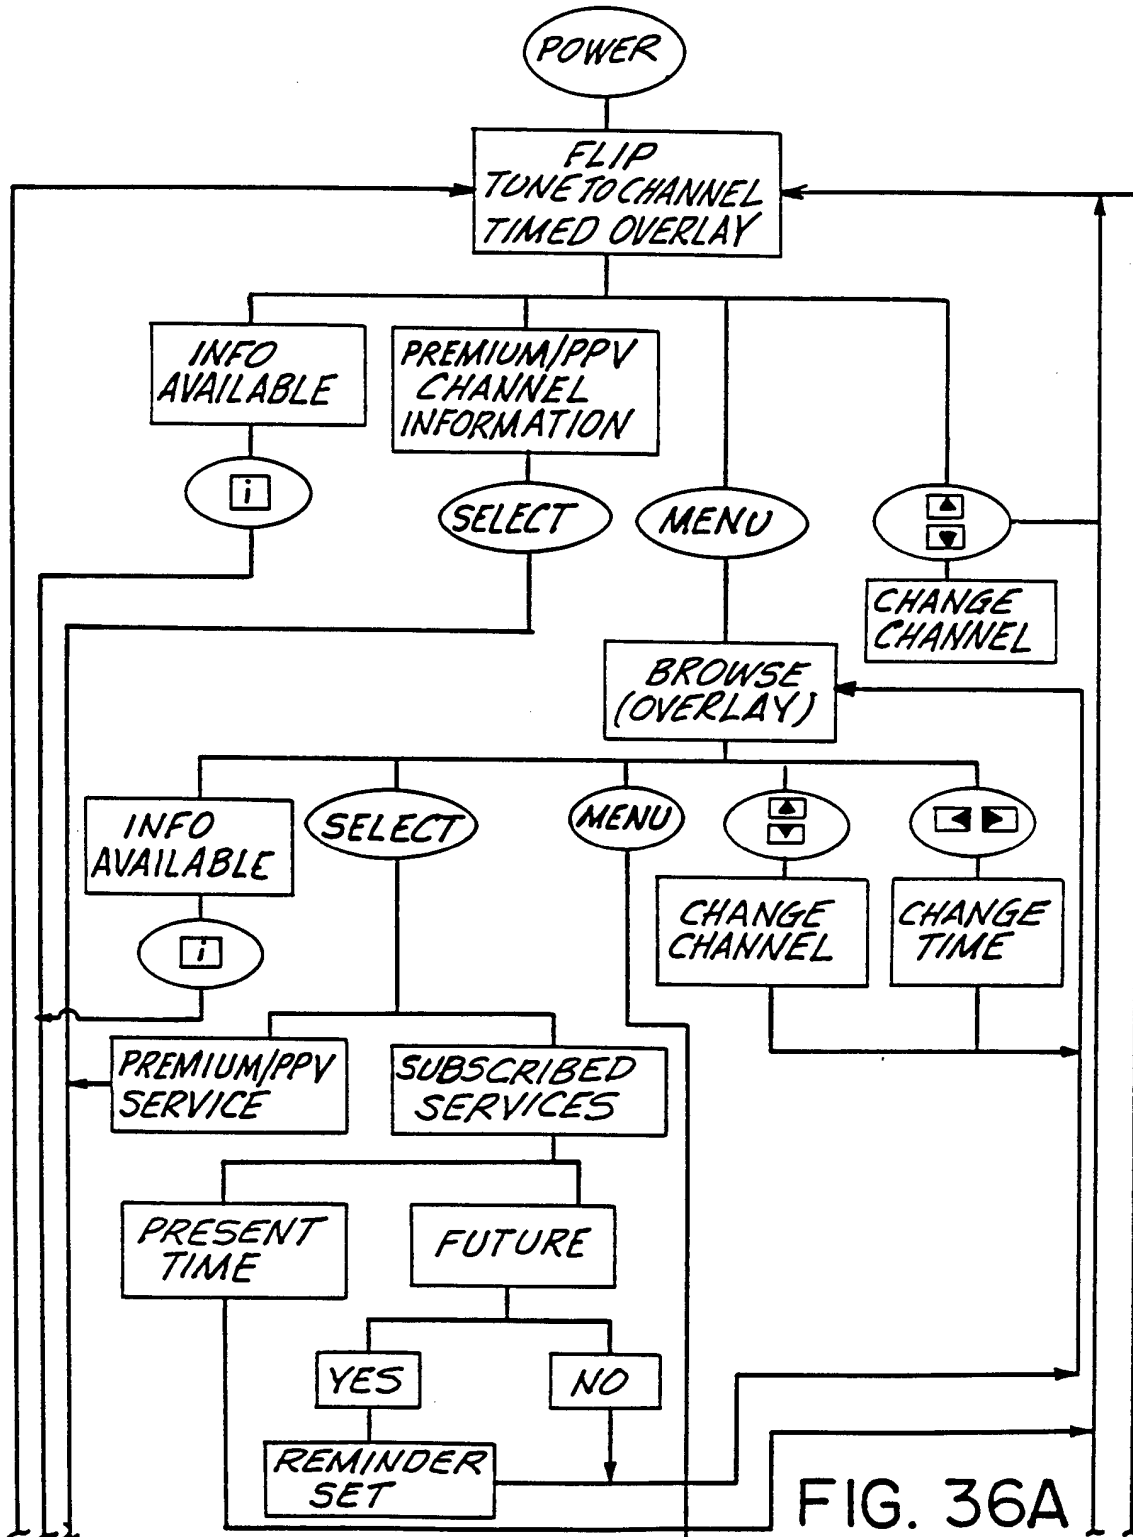 POWER
FLIP
TUNE TO CHANNEL
TIMED OVERLAY
INFO
AVAILABLE
PREMIUM/PPV
CHANNEL
INFORMATION
i
SELECT
MENU
CHANGE
CHANNEL
BROWSE
(OVERLAY)
INFO
AVAILABLE
SELECT
MENU
CHANGE
CHANNEL
CHANGE
TIME
i
PREMIUM/PPV
SERVICE
SUBSCRIBED
SERVICES
PRESENT
TIME
FUTURE
YES
NO
REMINDER
SET
FIG. 36A